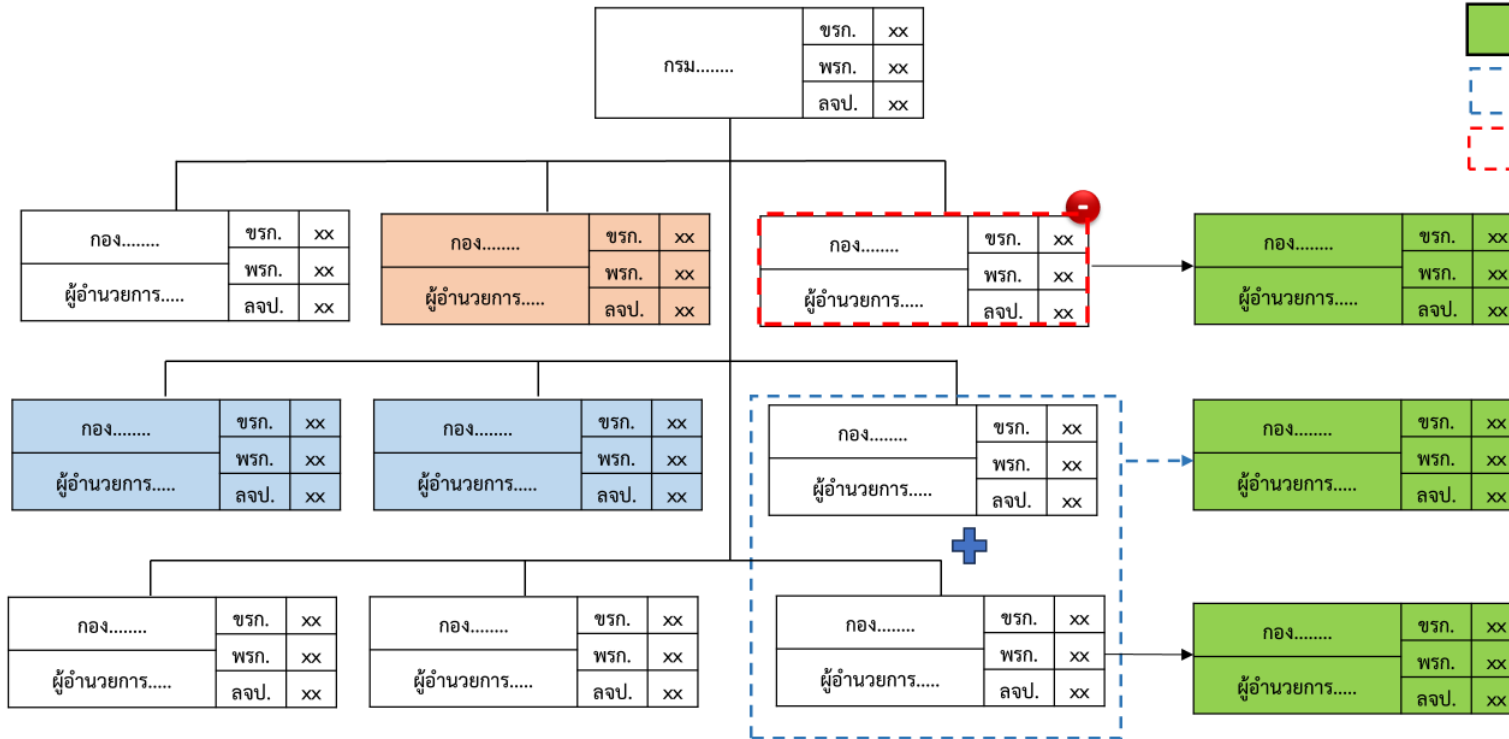 กรม........ ขรก. xx
พรก. xx
ลจป. xx
กอง........ ขรก. xx
พรก. xx
ผู้อำนวยการ..... ลจป. xx
กอง........ ขรก. xx
พรก. xx
ผู้อำนวยการ..... ลจป. xx
กอง........ ขรก. xx
พรก. xx
ผู้อำนวยการ..... ลจป. xx
-
กอง........ ขรก. xx
พรก. xx
ผู้อำนวยการ..... ลจป. xx
กอง........ ขรก. xx
พรก. xx
ผู้อำนวยการ..... ลจป. xx
กอง........ ขรก. xx
พรก. xx
ผู้อำนวยการ..... ลจป. xx
กอง........ ขรก. xx
พรก. xx
ผู้อำนวยการ..... ลจป. xx
กอง........ ขรก. xx
พรก. xx
ผู้อำนวยการ..... ลจป. xx
กอง........ ขรก. xx
พรก. xx
ผู้อำนวยการ..... ลจป. xx
กอง........ ขรก. xx
พรก. xx
ผู้อำนวยการ..... ลจป. xx
กอง........ ขรก. xx
พรก. xx
ผู้อำนวยการ..... ลจป. xx
กอง........ ขรก. xx
พรก. xx
ผู้อำนวยการ..... ลจป. xx